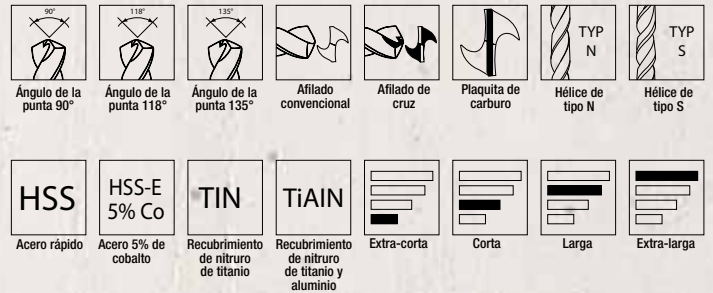 90° 118° 135° TYP N TYP S
Ángulo de la punta 90°
Ángulo de la punta 118°
Ángulo de la punta 135°
Afilado convencional
Afilado de cruz
Plaquita de carburo
Hélice de tipo N
Hélice de tipo S
HSS
HSS-E
5% Co
TIN
TiAIN
Acero rápido
Acero 5% de cobalto
Recubrimiento de nitruro de titanio
Recubrimiento de nitruro de titanio y aluminio
Extra-corta
Corta
Larga
Extra-larga